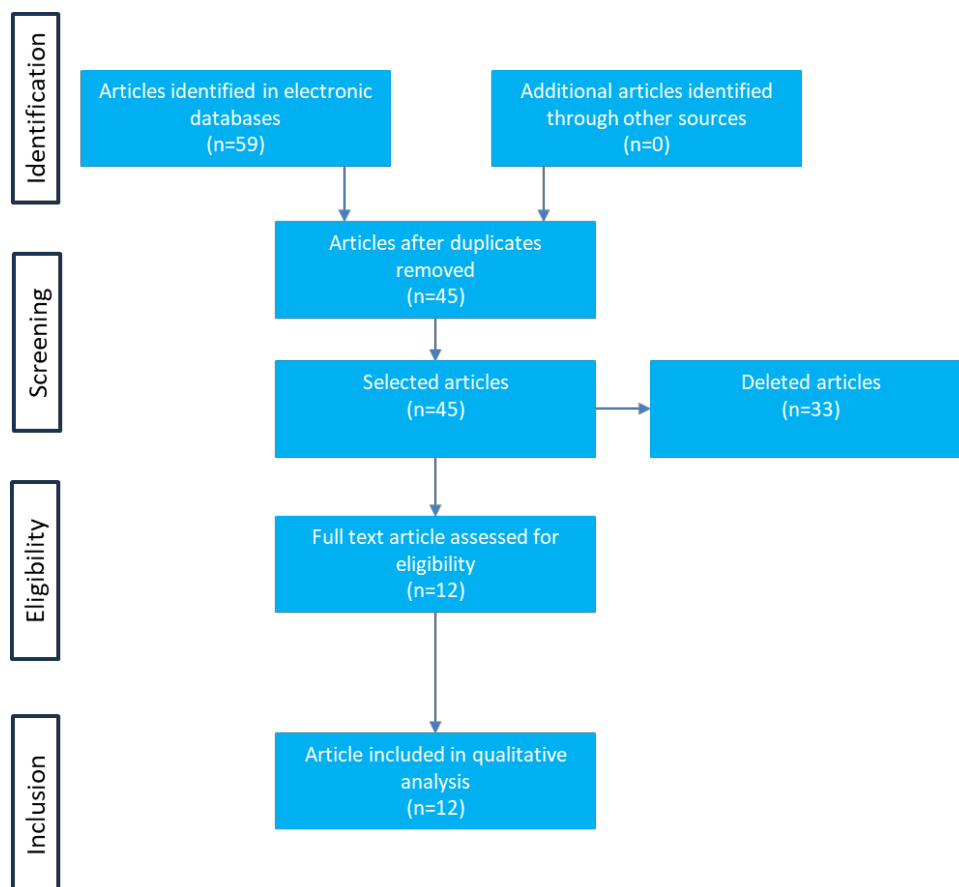 Identification
Articles identified in electronic
databases
(n=59)
Additional articles identified
through other sources
(n=0)
Screening
Articles after duplicates
removed
(n=45)
Selected articles
(n=45)
Deleted articles
(n=33)
Eligibility
Full text article assessed for
eligibility
(n=12)
Inclusion
Article included in qualitative
analysis
(n=12)